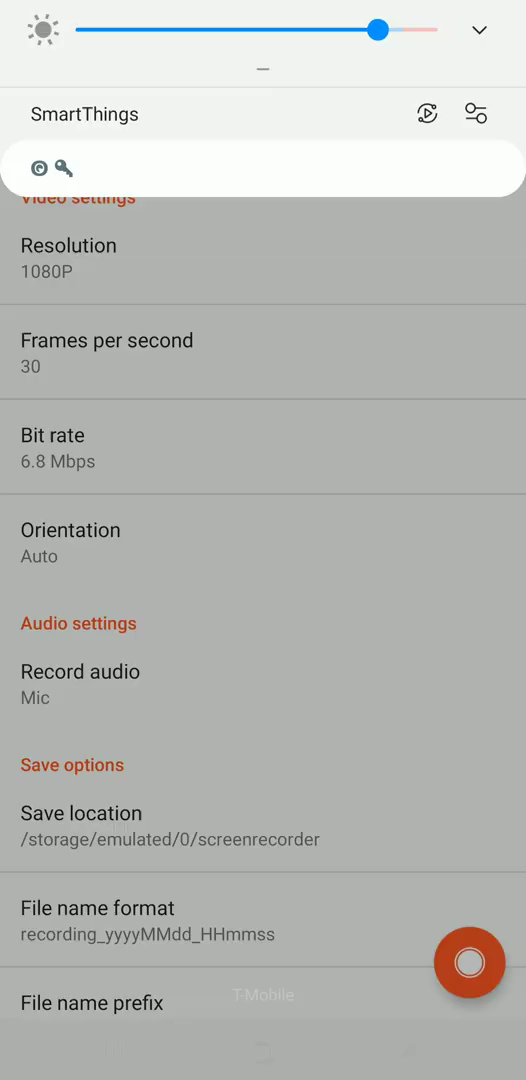 SmartThings
Video settings
Resolution
1080P
Frames per second
30
Bit rate
6.8 Mbps
Orientation
Auto
Audio settings
Record audio
Mic
Save options
Save location
/storage/emulated/0/screenrecorder
File name format
recording_yyyyMMdd_HHmmss
T-Mobile
File name prefix